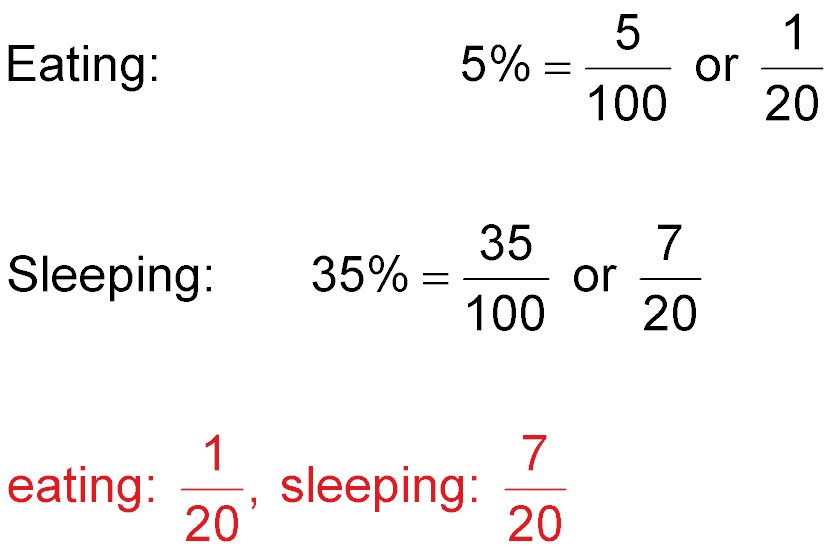 Eating: 5% = 5/100 or 1/20
Sleeping: 35% = 35/100 or 7/20
eating: 1/20, sleeping: 7/20